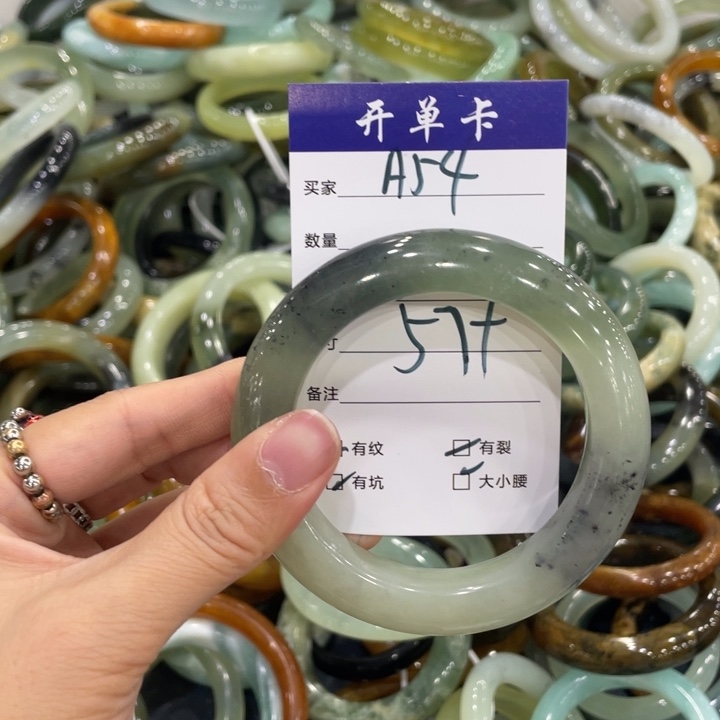 开单卡
买家 A54
数量
寸 57+
备注
有纹 有裂
有坑 大小腰